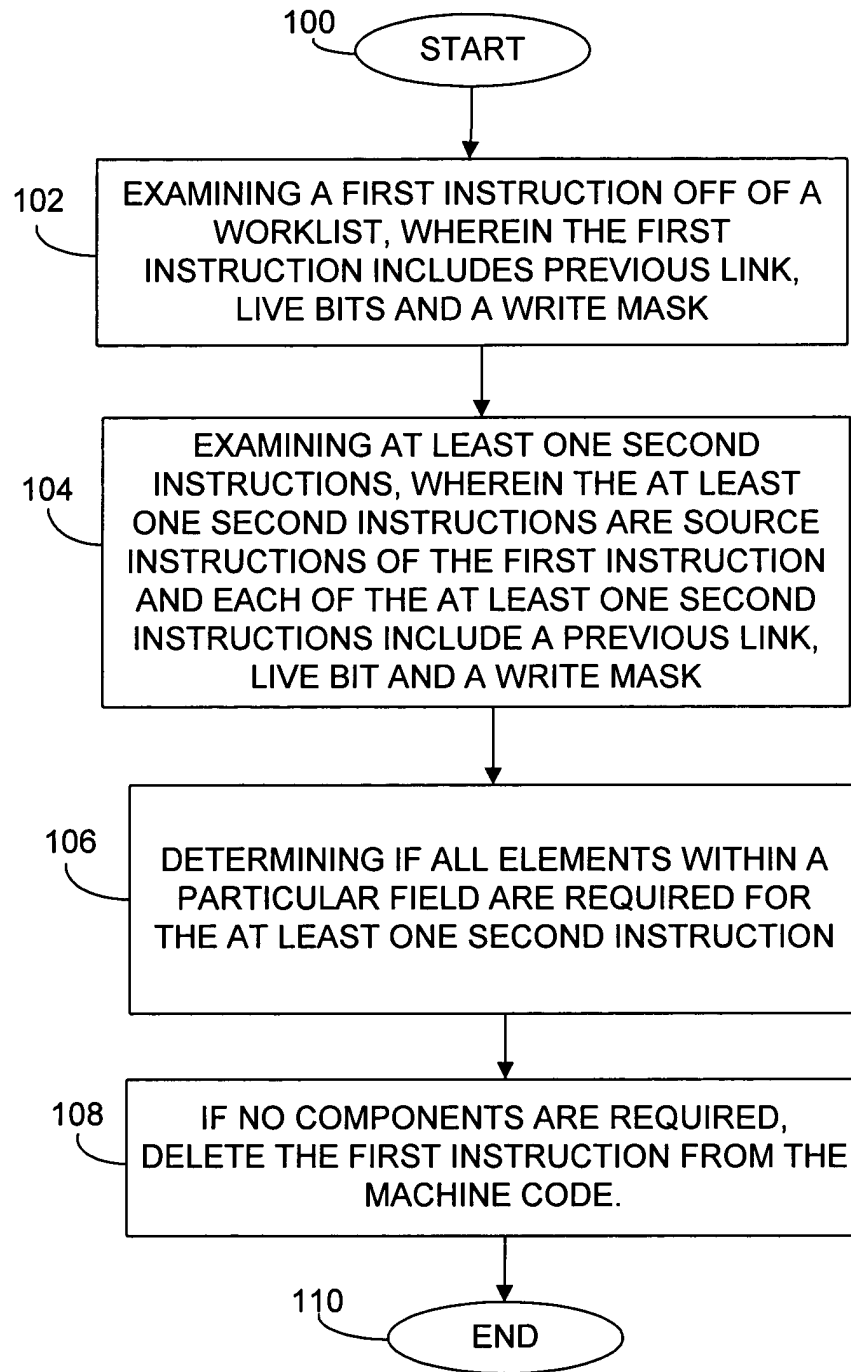 100
START
102
EXAMINING A FIRST INSTRUCTION OFF OF A
WORKLIST, WHEREIN THE FIRST
INSTRUCTION INCLUDES PREVIOUS LINK,
LIVE BITS AND A WRITE MASK
104
EXAMINING AT LEAST ONE SECOND
INSTRUCTIONS, WHEREIN THE AT LEAST
ONE SECOND INSTRUCTIONS ARE SOURCE
INSTRUCTIONS OF THE FIRST INSTRUCTION
AND EACH OF THE AT LEAST ONE SECOND
INSTRUCTIONS INCLUDE A PREVIOUS LINK,
LIVE BIT AND A WRITE MASK
106
DETERMINING IF ALL ELEMENTS WITHIN A
PARTICULAR FIELD ARE REQUIRED FOR
THE AT LEAST ONE SECOND INSTRUCTION
108
IF NO COMPONENTS ARE REQUIRED,
DELETE THE FIRST INSTRUCTION FROM THE
MACHINE CODE.
110
END